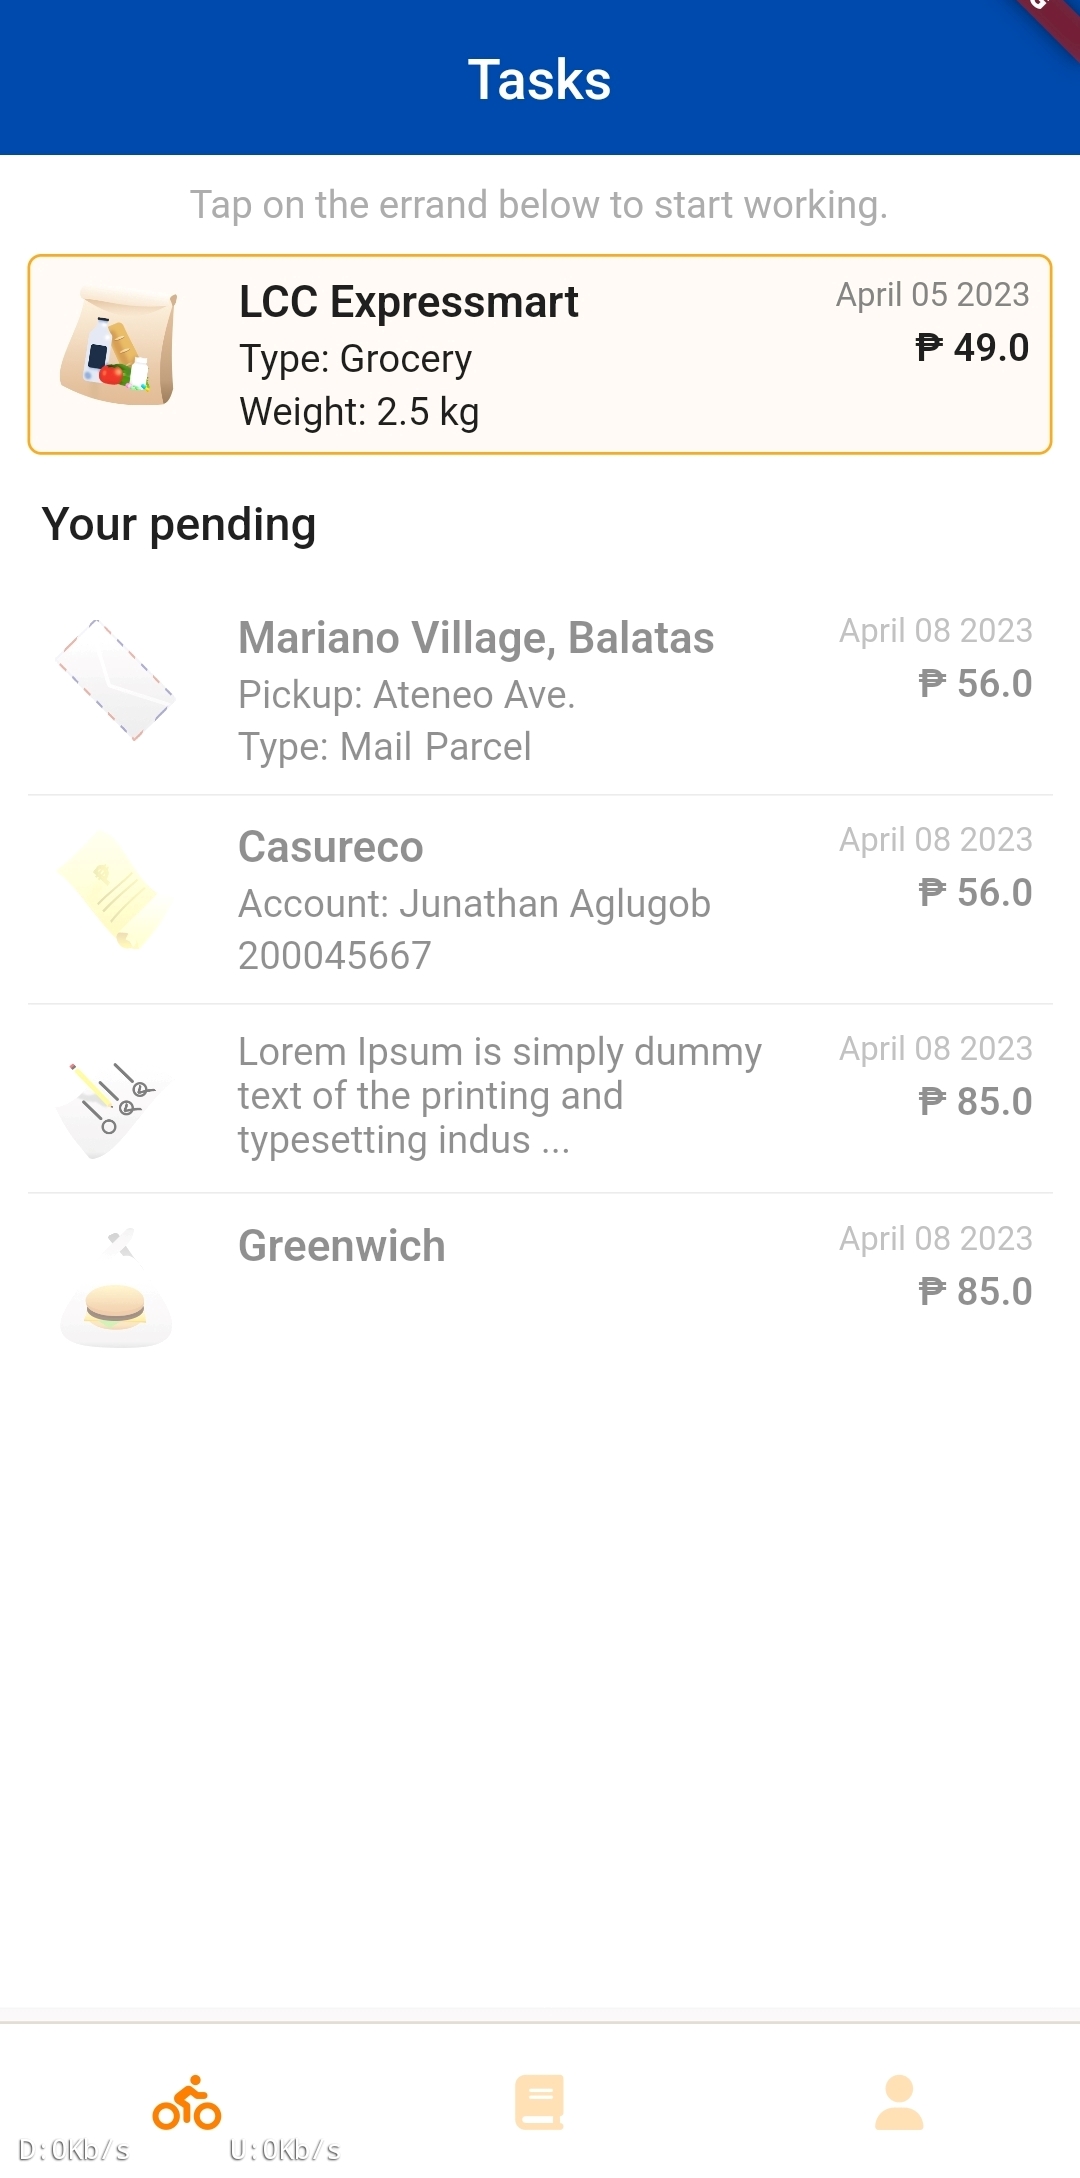 Tasks
Tap on the errand below to start working.
LCC Expressmart
April 05 2023
Type: Grocery
₱ 49.0
Weight: 2.5 kg
Your pending
Mariano Village, Balatas
April 08 2023
Pickup: Ateneo Ave.
₱ 56.0
Type: Mail Parcel
Casureco
April 08 2023
Account: Junathan Aglugob
₱ 56.0
200045667
Lorem Ipsum is simply dummy
text of the printing and
typesetting indus ...
April 08 2023
₱ 85.0
Greenwich
April 08 2023
₱ 85.0
D:0Kb/s
U:0Kb/s